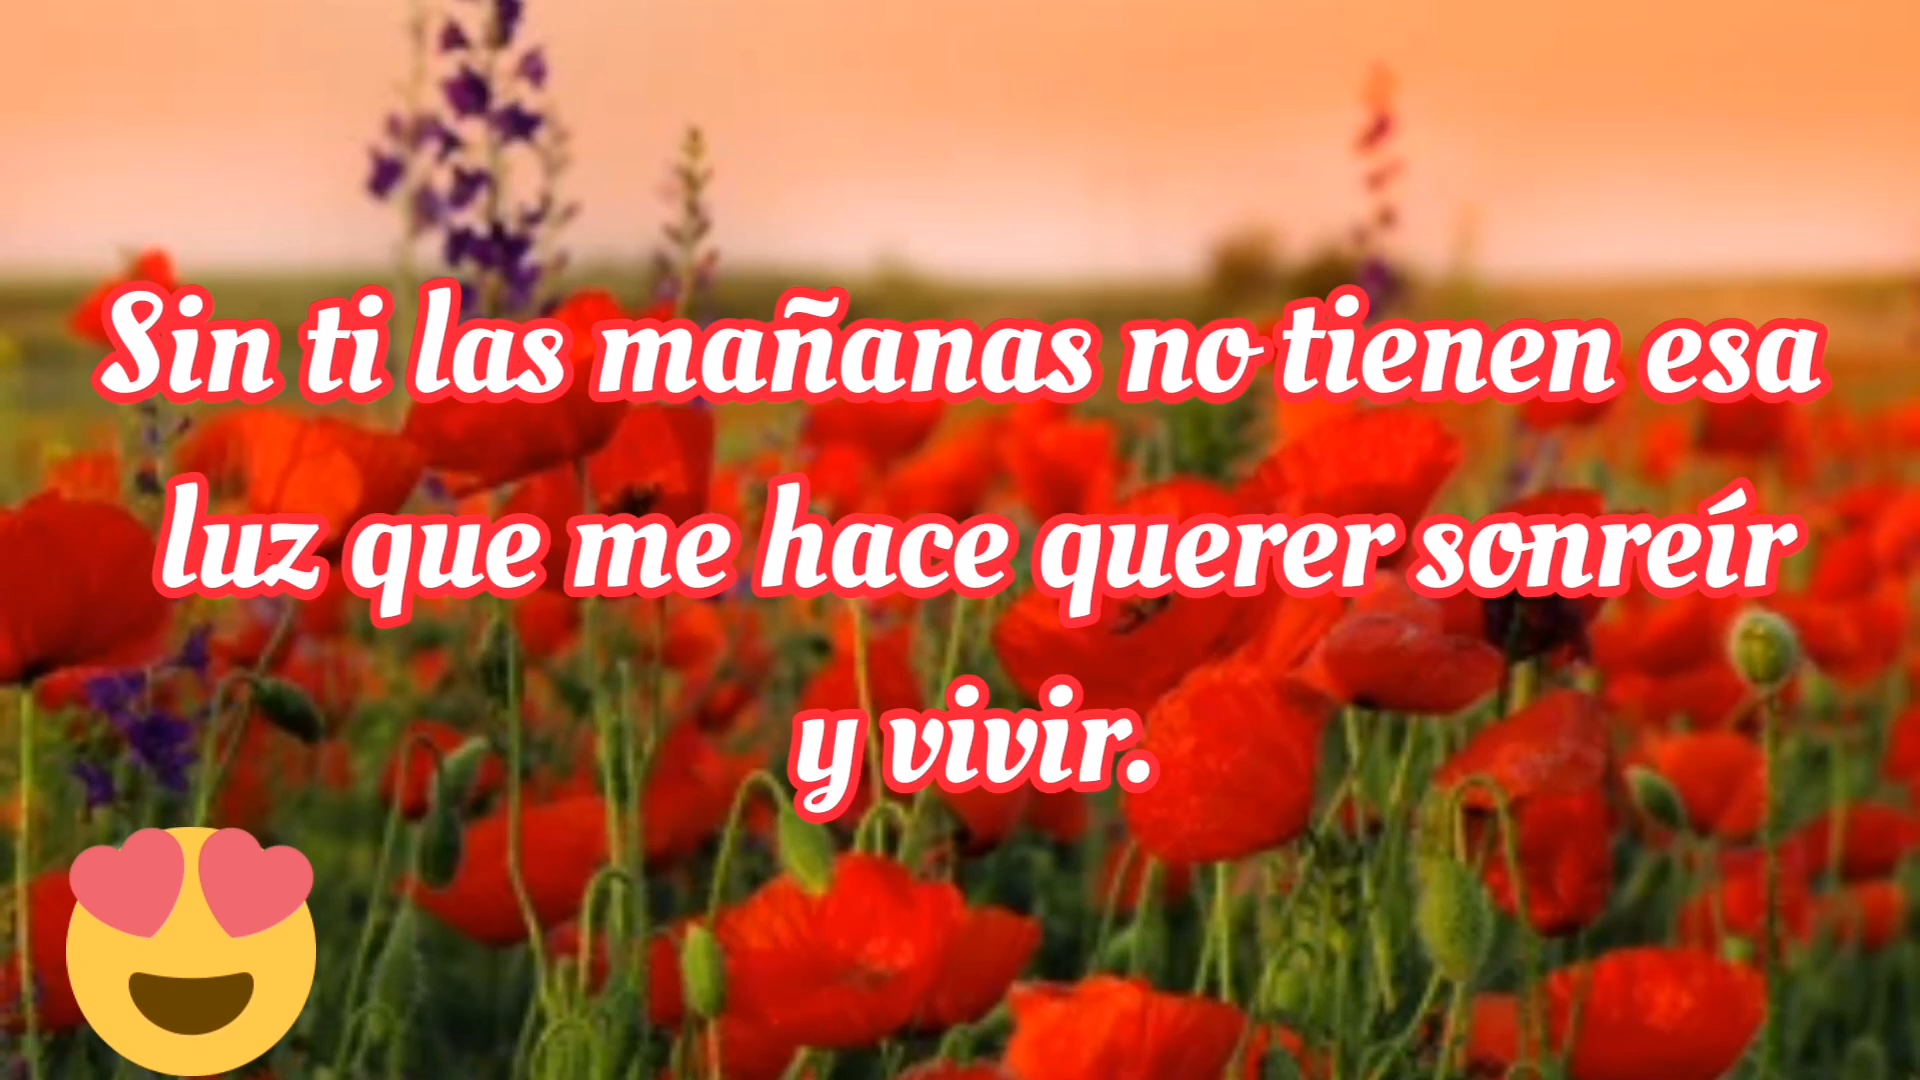 Sin ti las mañanas no tienen esa
luz que me hace querer sonreír
y vivir.